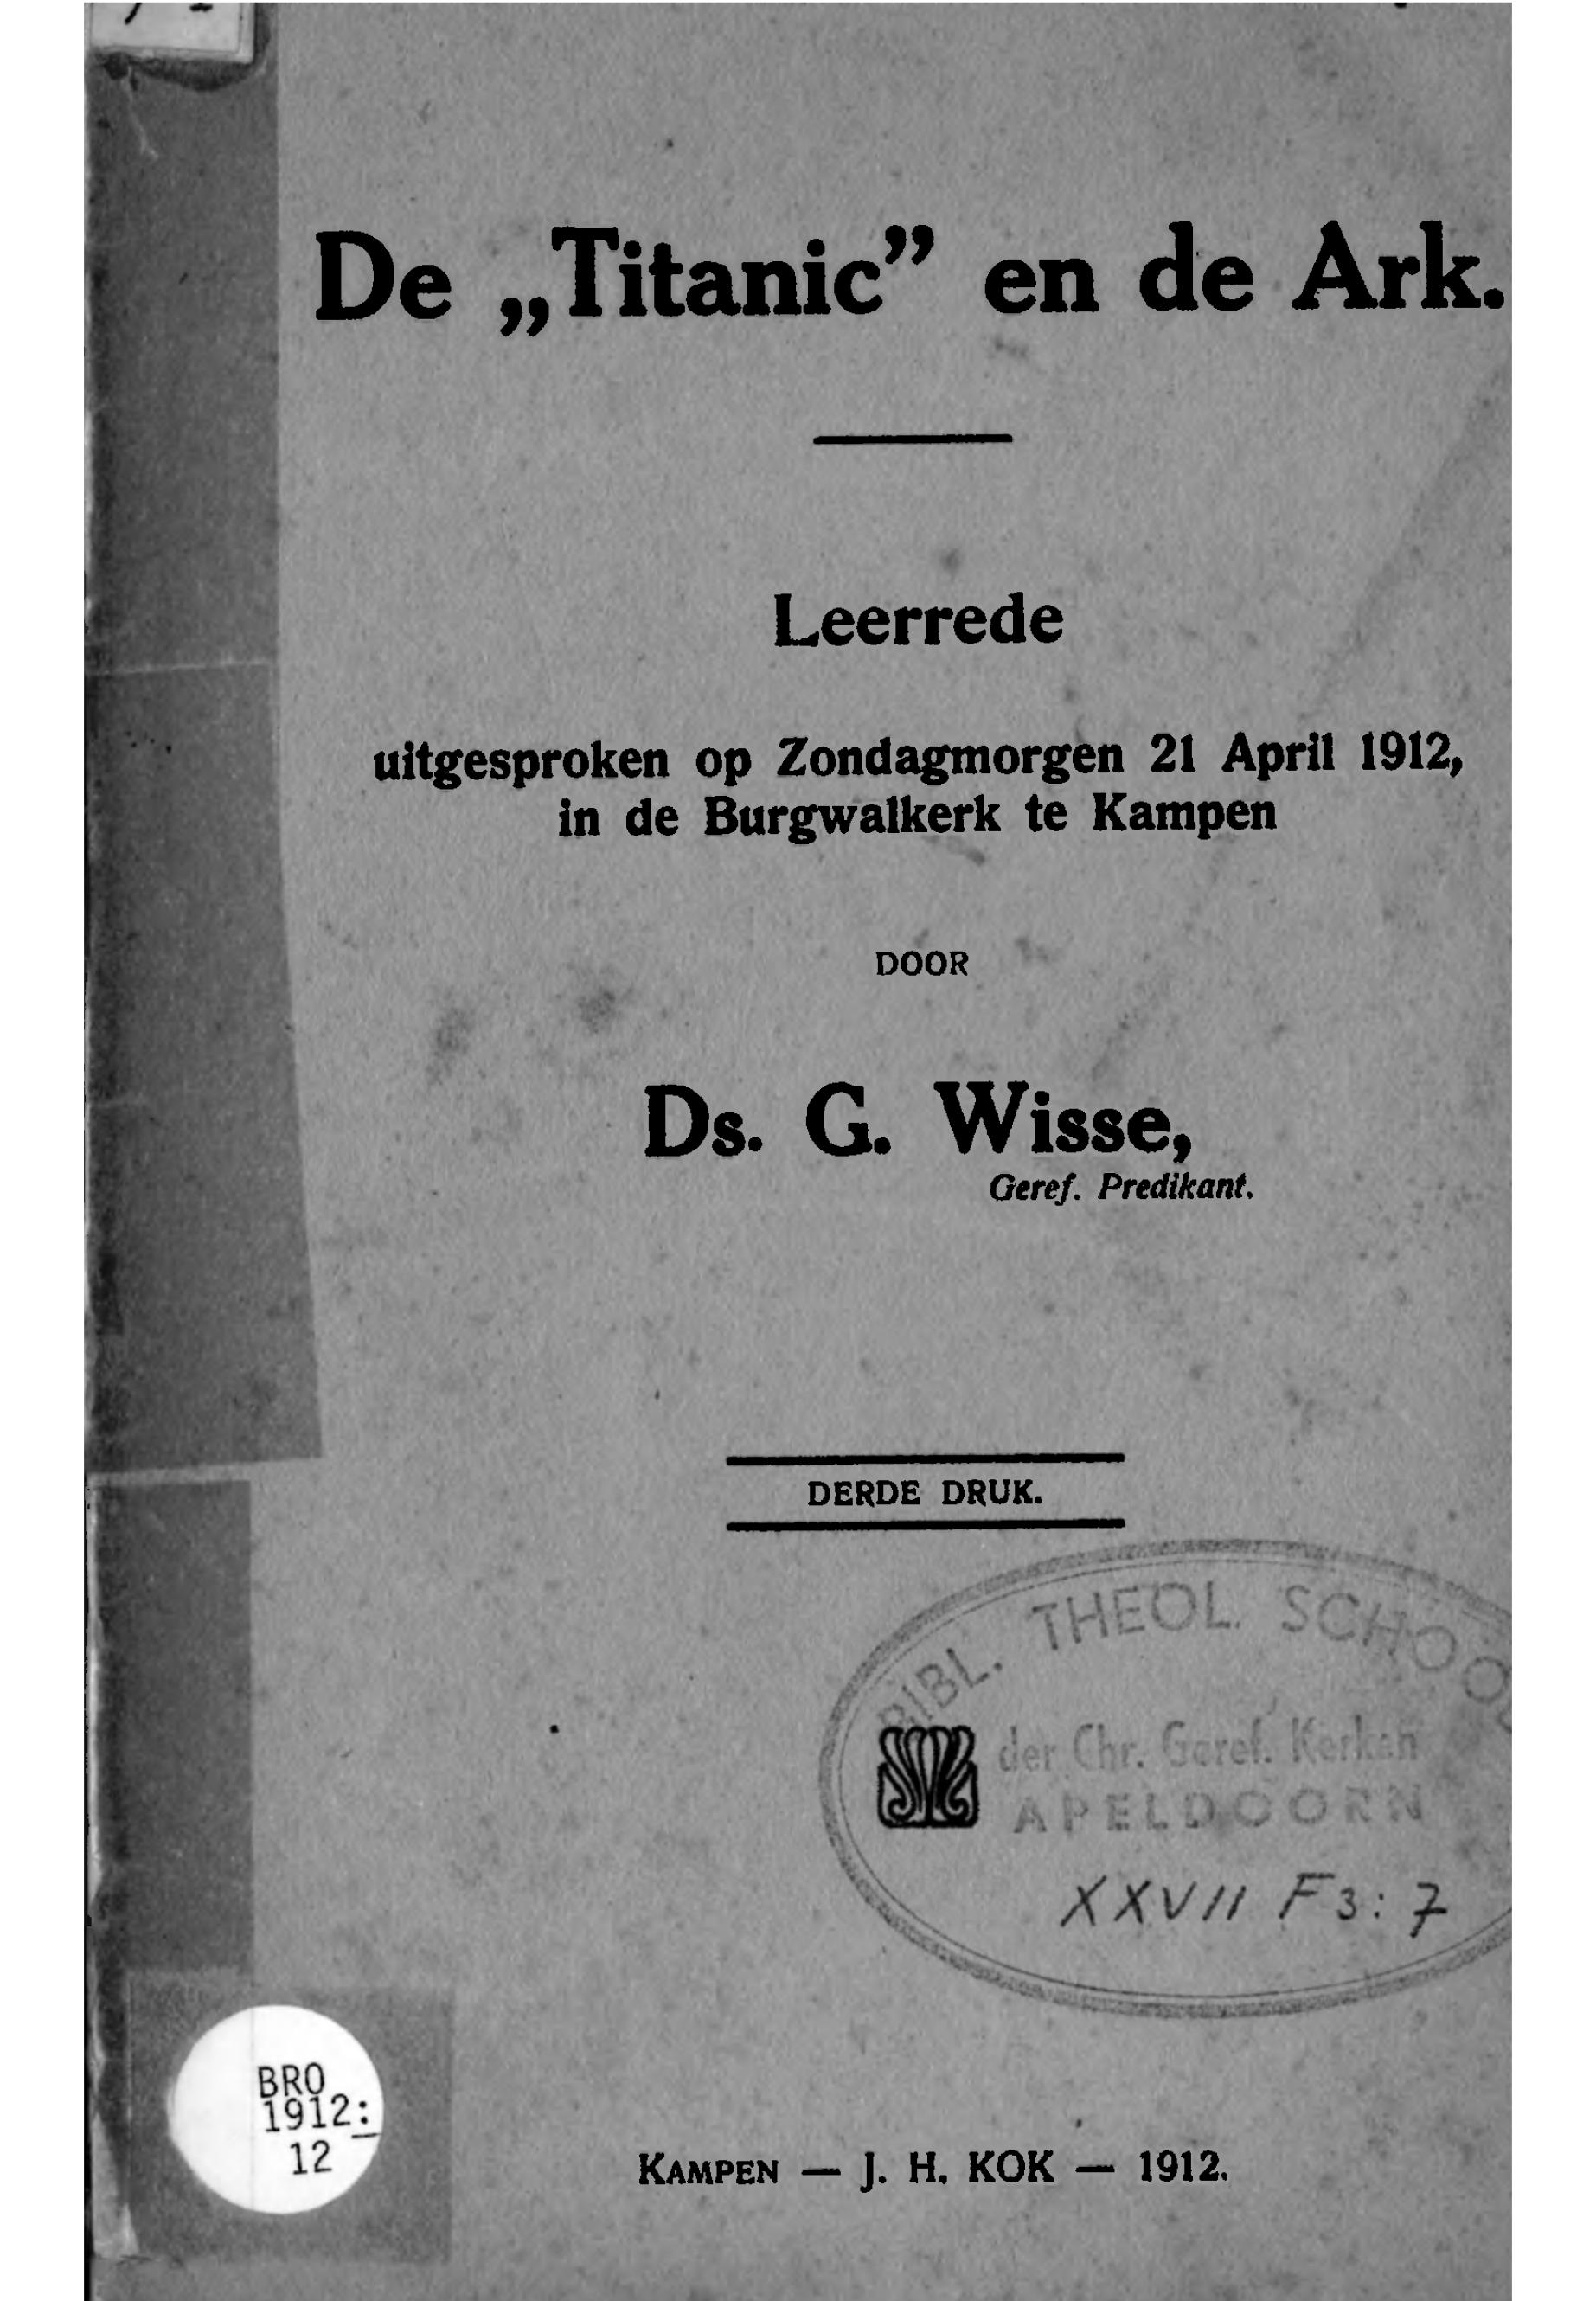 De „Titanic” en de Ark.
Leerrede
uitgesproken op Zondagmorgen 21 April 1912,
in de Burgwalkerk te Kampen
DOOR
Ds. G. Wisse,
Geref. Predikant.
DERDE DRUK.
BIBL. THEOL. SCHOOL
der Chr. Geref. Kerken
APELDOORN
XXVII F3:7
BRO
1912:
12
KAMPEN — J. H. KOK — 1912.